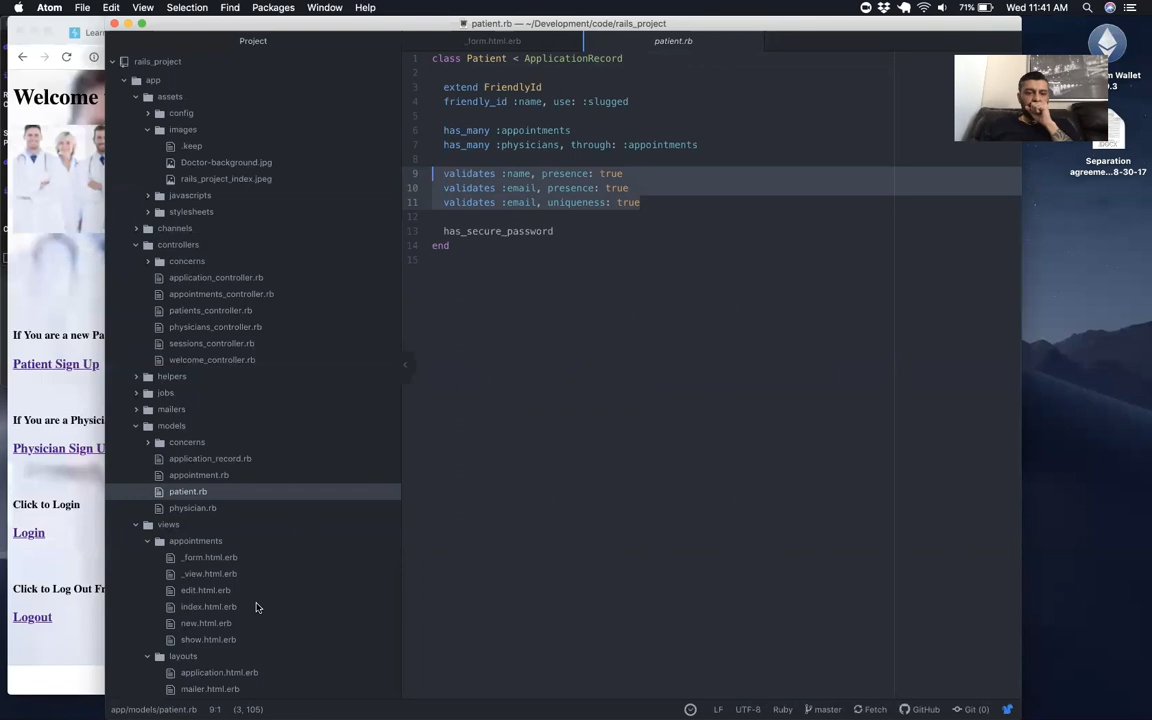 Atom File Edit View Selection Find Packages Window Help
71% Wed 11:41 AM
patient.rb — ~/Development/code/rails_project
Project
_form.html.erb
patient.rb
rails_project
app
assets
config
images
.keep
Doctor-background.jpg
rails_project_index.jpeg
javascripts
stylesheets
channels
controllers
concerns
application_controller.rb
appointments_controller.rb
patients_controller.rb
physicians_controller.rb
sessions_controller.rb
welcome_controller.rb
helpers
jobs
mailers
models
concerns
application_record.rb
appointment.rb
patient.rb
physician.rb
views
appointments
_form.html.erb
_view.html.erb
edit.html.erb
index.html.erb
new.html.erb
show.html.erb
layouts
application.html.erb
mailer.html.erb
1 class Patient < ApplicationRecord
2
3 extend FriendlyId
4 friendly_id :name, use: :slugged
5
6 has_many :appointments
7 has_many :physicians, through: :appointments
8
9 validates :name, presence: true
10 validates :email, presence: true
11 validates :email, uniqueness: true
12
13 has_secure_password
14 end
15
app/models/patient.rb 9:1 (3, 105)
LF UTF-8 Ruby master Fetch GitHub Git (0)
Lear
Welcome
If You are a new Pa
Patient Sign Up
If You are a Physici
Physician Sign U
Click to Login
Login
Click to Log Out Fr
Logout
Wallet
DOCX
Separation
agreeme...8-30-17